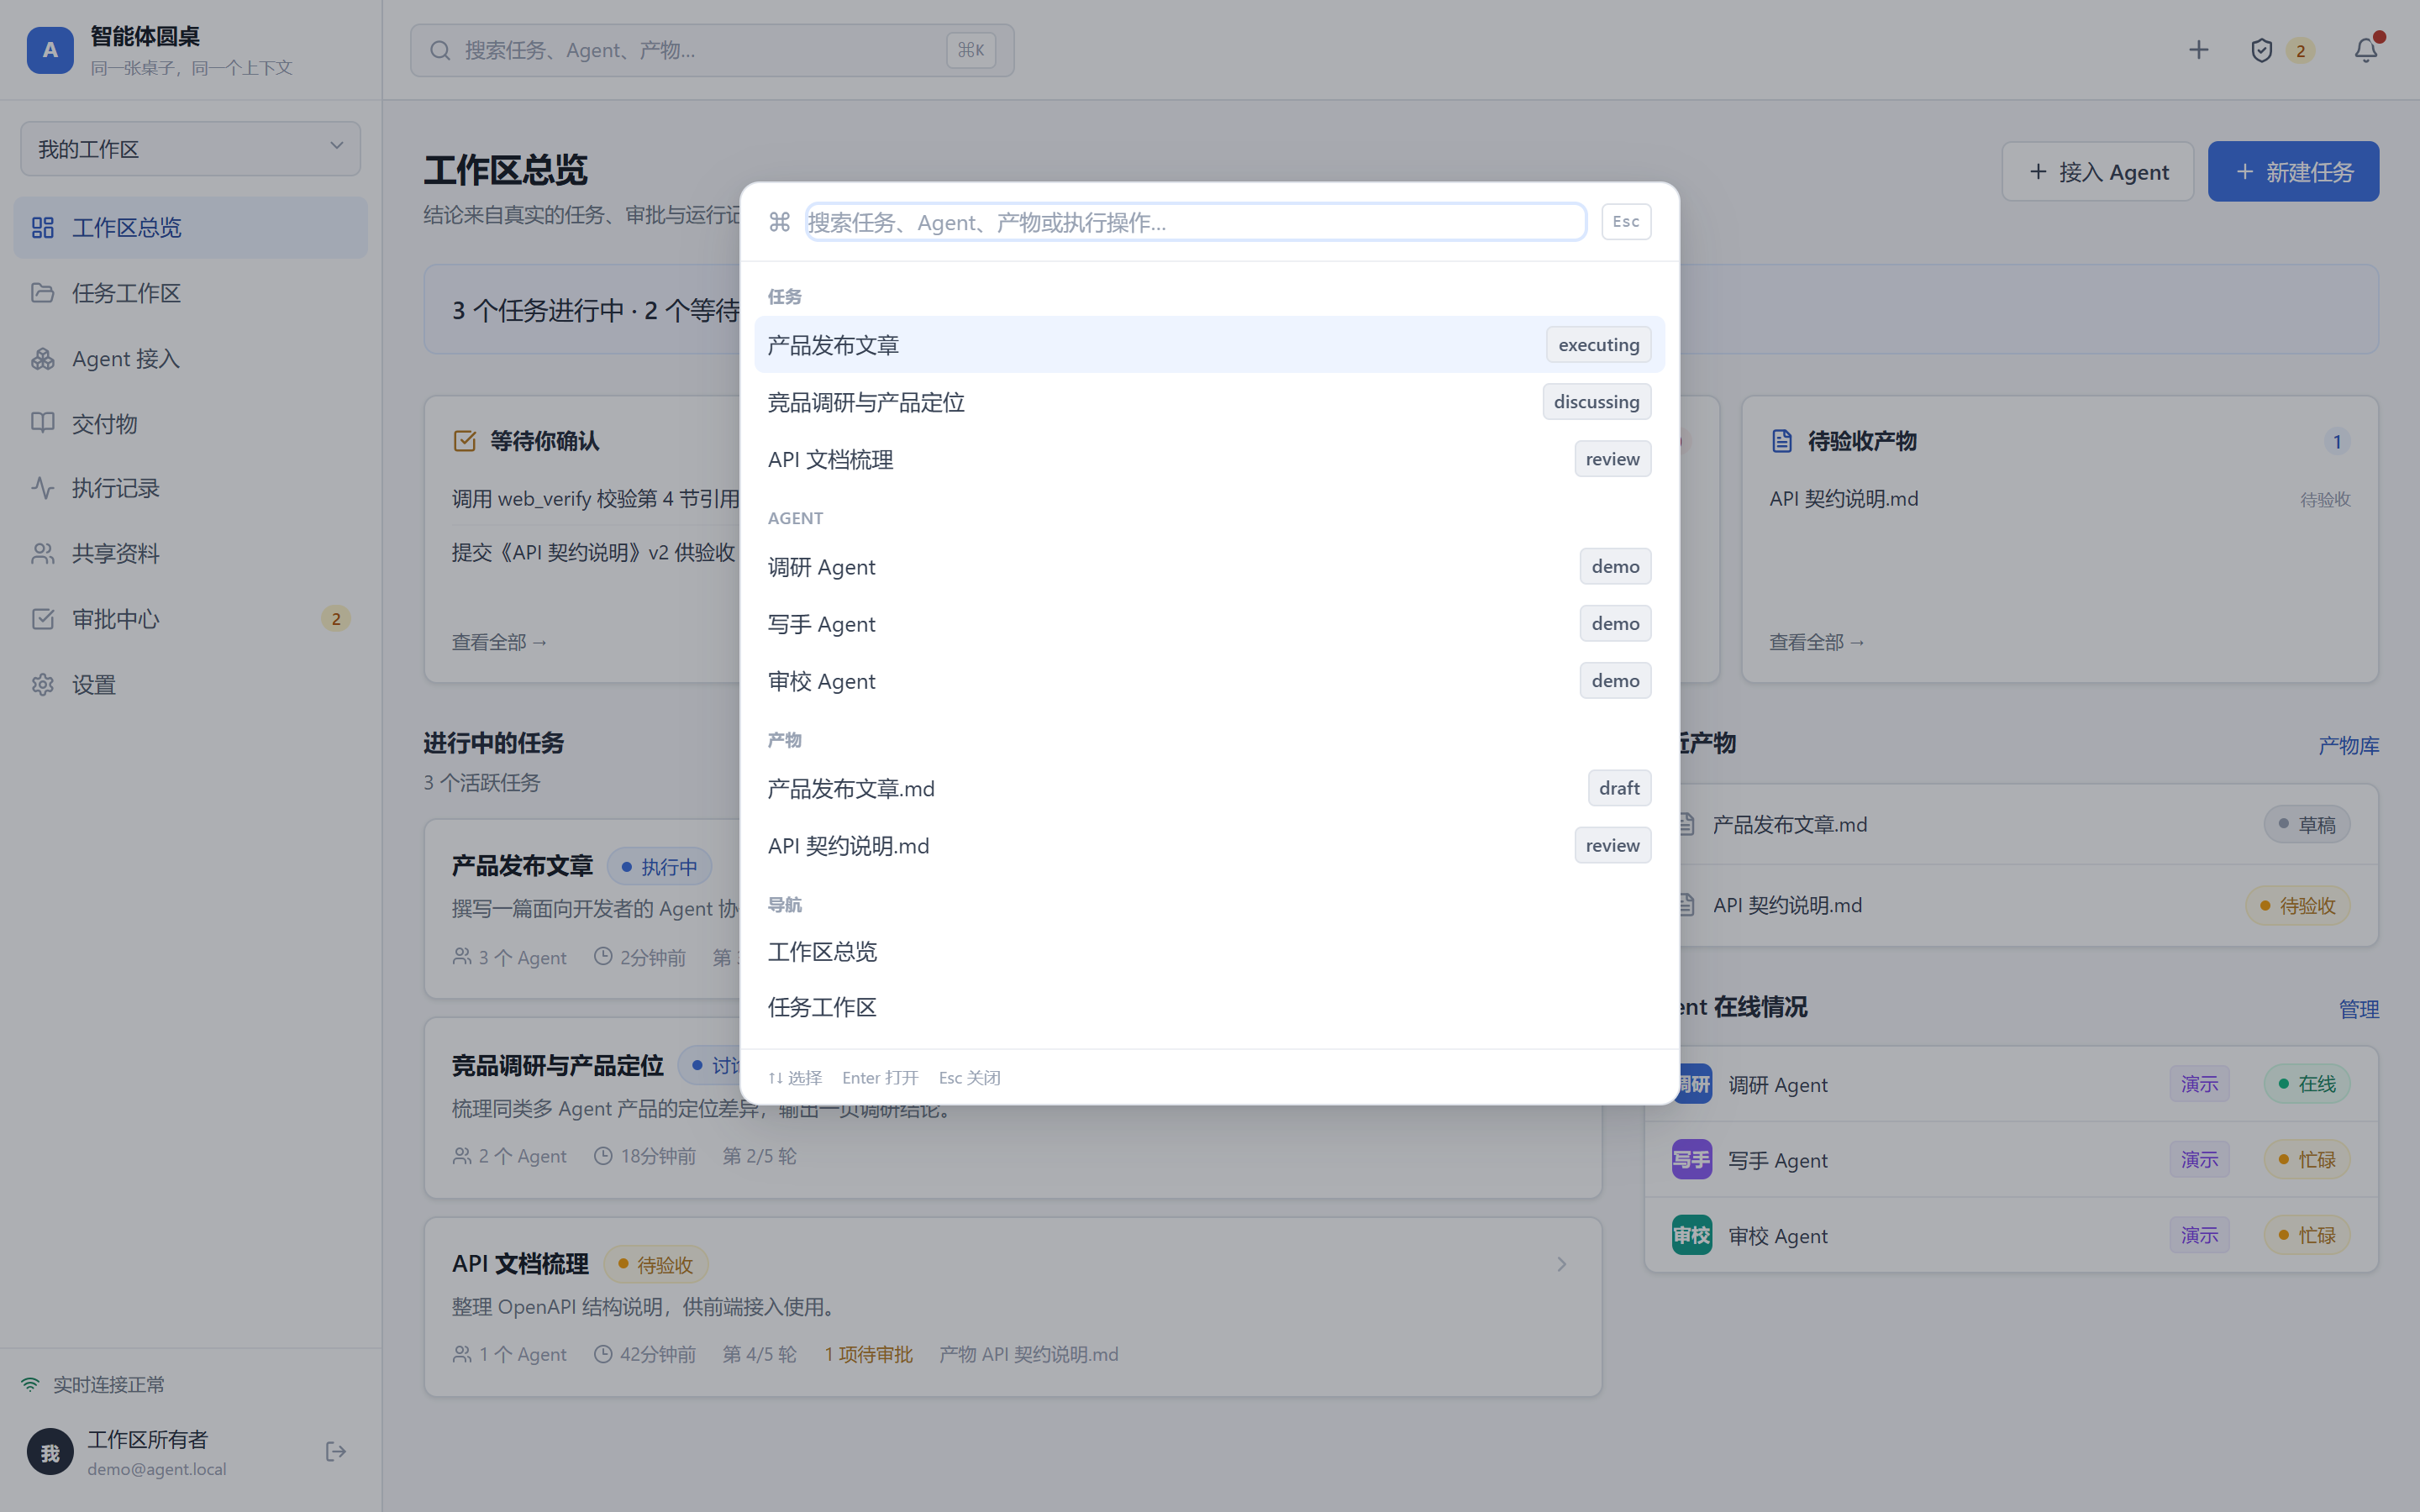 A
智能体圆桌
同一张桌子，同一个上下文
我的工作区
工作区总览
任务工作区
Agent 接入
交付物
执行记录
共享资料
审批中心 2
设置
实时连接正常
我
工作区所有者
demo@agent.local
搜索任务、Agent、产物... ⌘K
2
工作区总览
结论来自真实的任务、审批与运行记
接入 Agent
新建任务
3 个任务进行中 · 2 个等待
等待你确认
调用 web_verify 校验第 4 节引用
提交《API 契约说明》v2 供验收
查看全部 →
待验收产物 1
API 契约说明.md 待验收
查看全部 →
进行中的任务
3 个活跃任务
产品发布文章 执行中
撰写一篇面向开发者的 Agent 协
3 个 Agent 2分钟前 第
竞品调研与产品定位 讨
梳理同类多 Agent 产品的定位差异，输出一页调研结论。
2 个 Agent 18分钟前 第 2/5 轮
API 文档梳理 待验收
整理 OpenAPI 结构说明，供前端接入使用。
1 个 Agent 42分钟前 第 4/5 轮 1 项待审批 产物 API 契约说明.md
近产物 产物库
产品发布文章.md 草稿
API 契约说明.md 待验收
ent 在线情况 管理
调研 调研 Agent 演示 在线
写手 写手 Agent 演示 忙碌
审校 审校 Agent 演示 忙碌
⌘ 搜索任务、Agent、产物或执行操作... Esc
任务
产品发布文章 executing
竞品调研与产品定位 discussing
API 文档梳理 review
AGENT
调研 Agent demo
写手 Agent demo
审校 Agent demo
产物
产品发布文章.md draft
API 契约说明.md review
导航
工作区总览
任务工作区
↑↓ 选择 Enter 打开 Esc 关闭